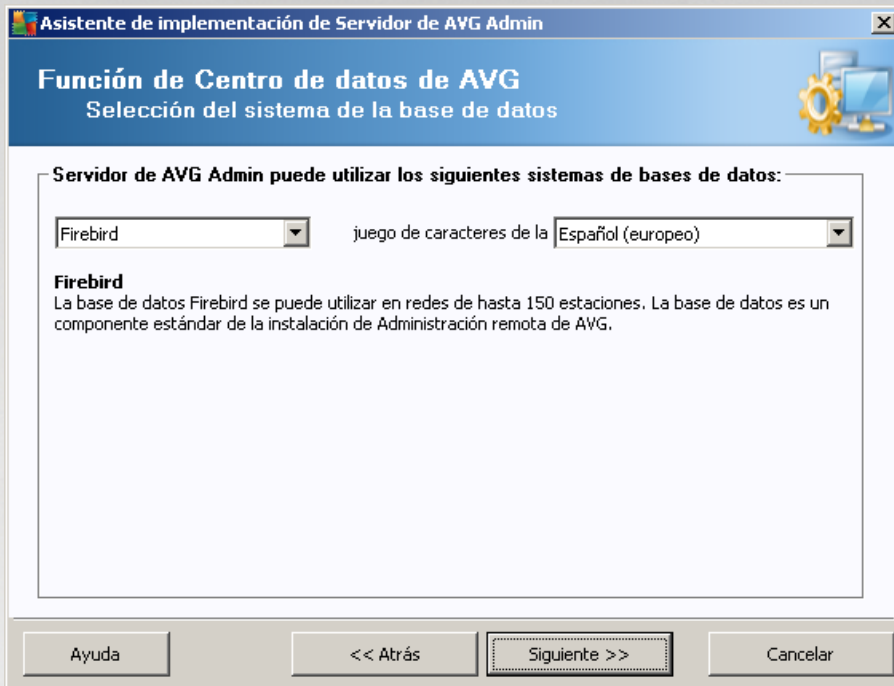 Asistente de implementación de Servidor de AVG Admin
Función de Centro de datos de AVG
Selección del sistema de la base de datos
Servidor de AVG Admin puede utilizar los siguientes sistemas de bases de datos:
Firebird juego de caracteres de la Español (europeo)
Firebird
La base de datos Firebird se puede utilizar en redes de hasta 150 estaciones. La base de datos es un
componente estándar de la instalación de Administración remota de AVG.
Ayuda << Atrás Siguiente >> Cancelar